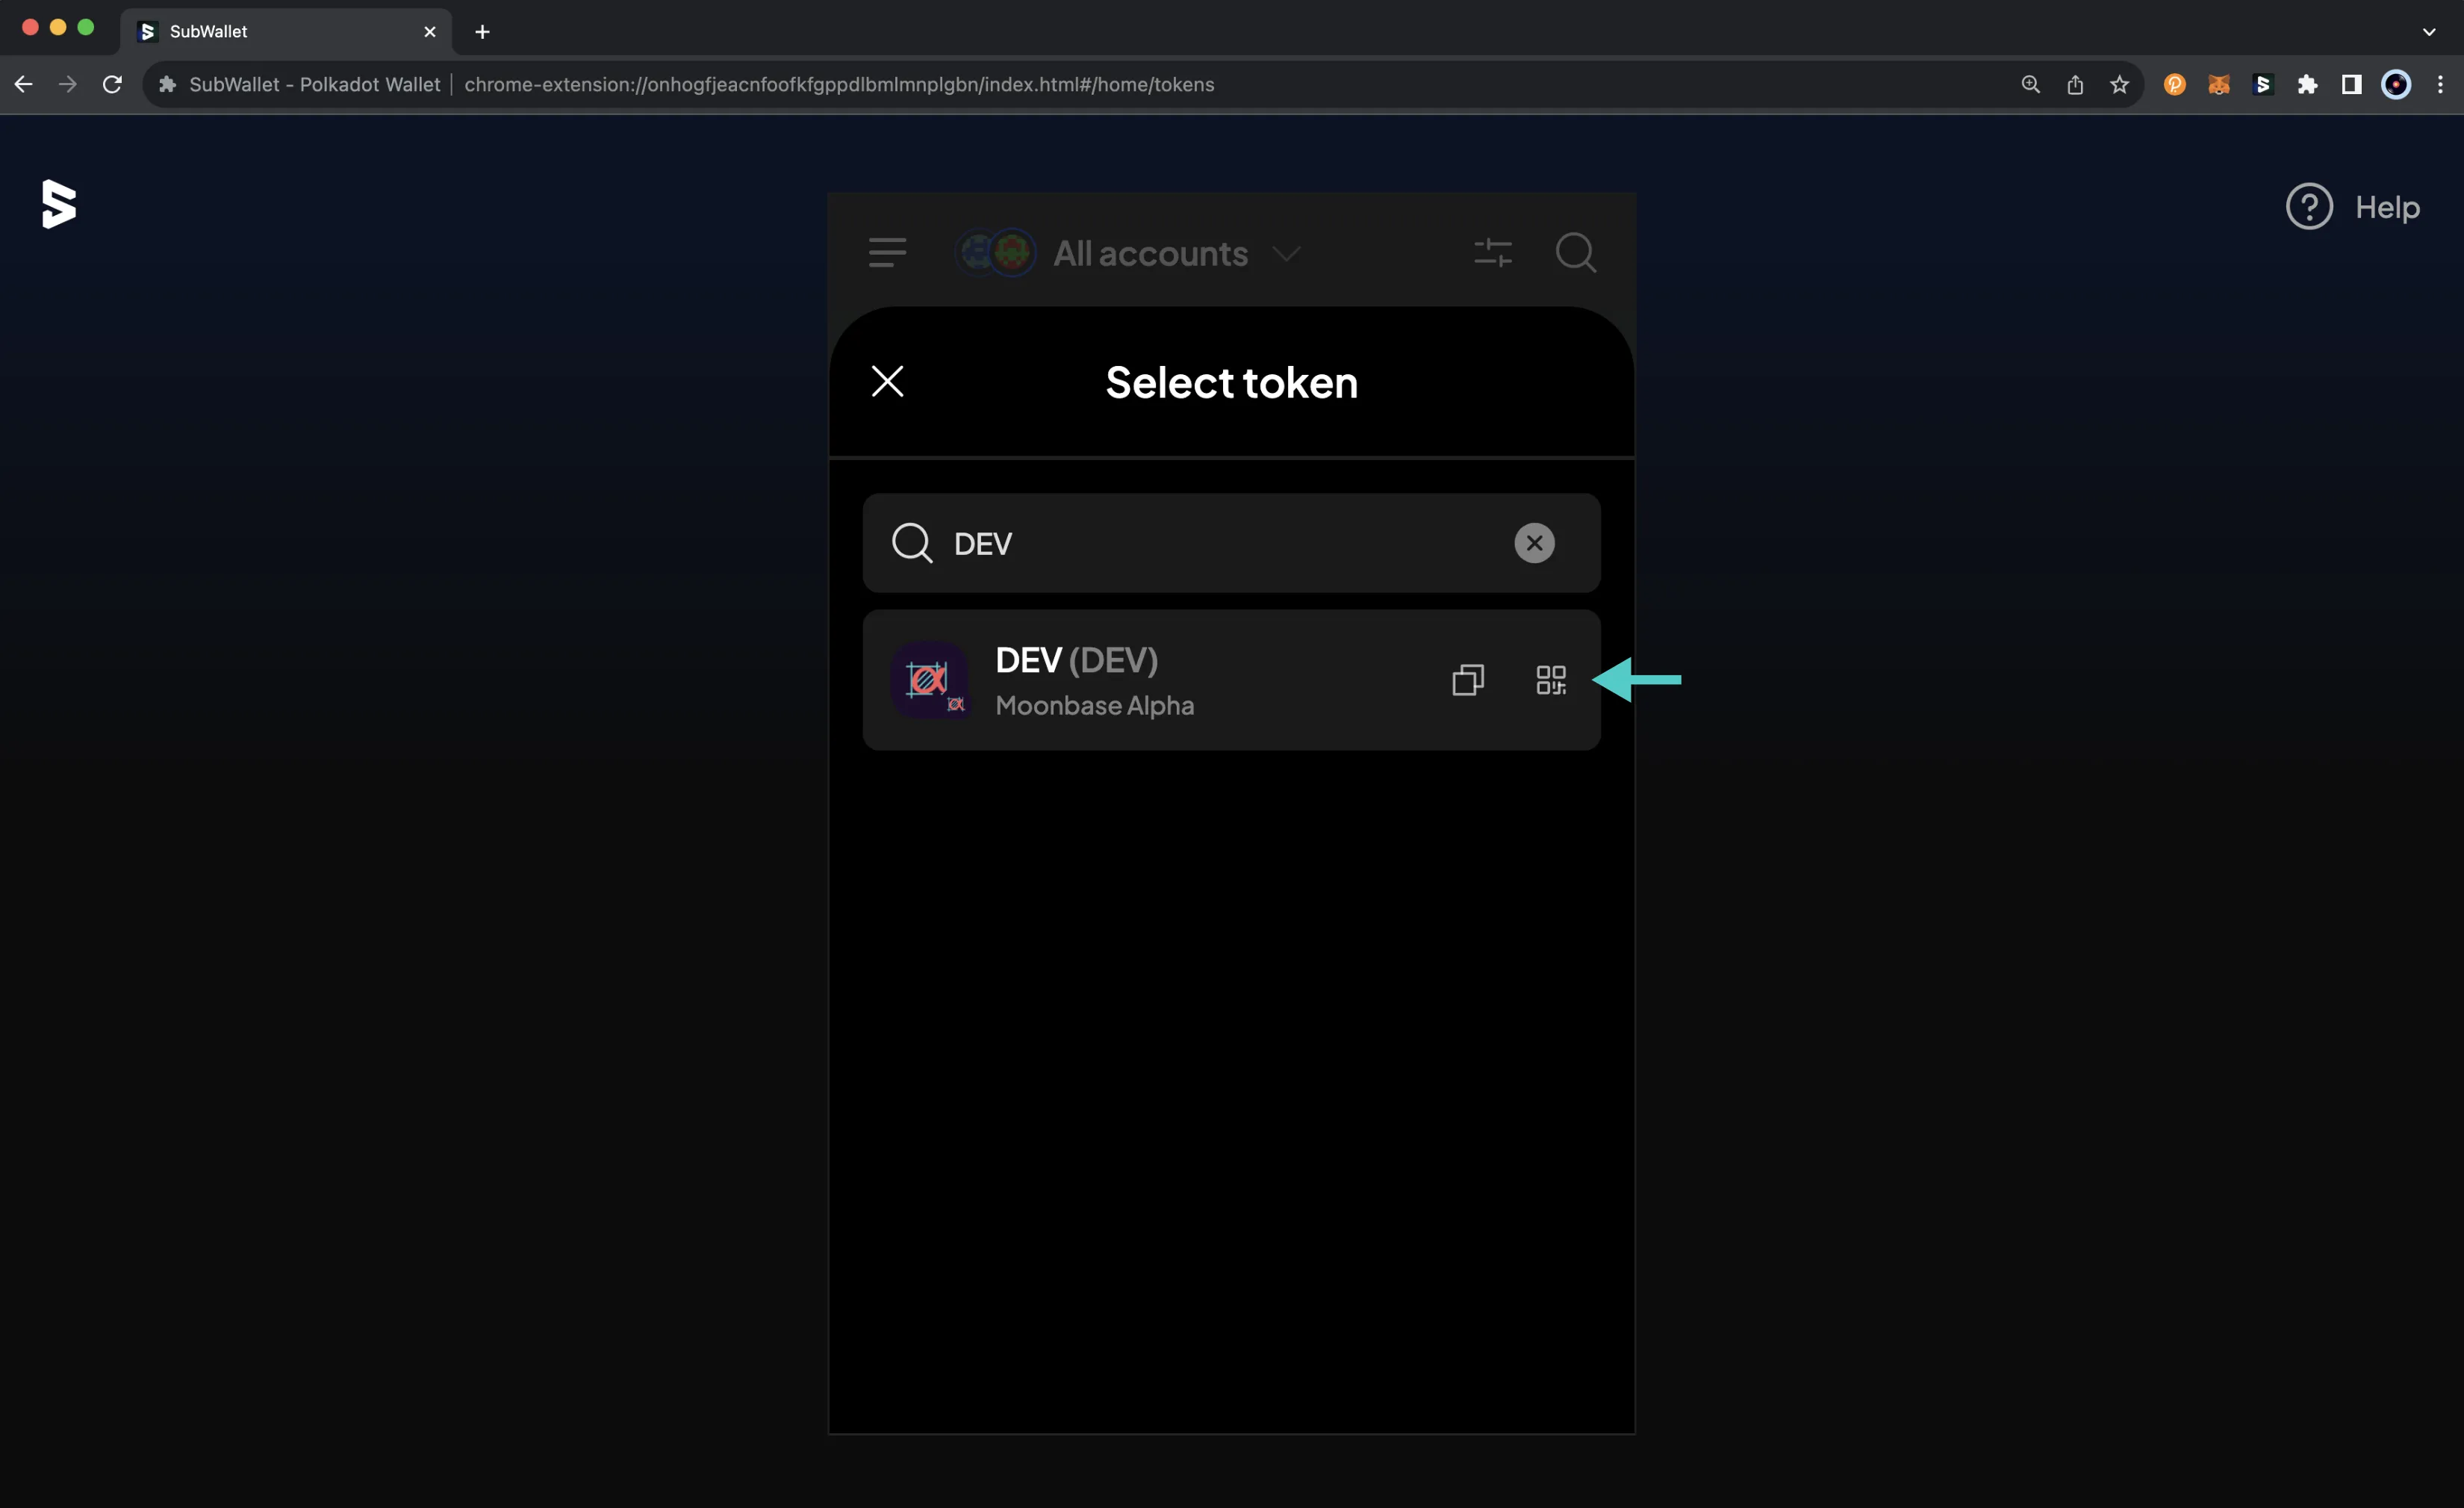 SubWallet
SubWallet - Polkadot Wallet chrome-extension://onhogfjeacnfoofkfgppdlbmlmnplgbn/index.html#/home/tokens
Help
All accounts
Select token
DEV
DEV (DEV)
Moonbase Alpha